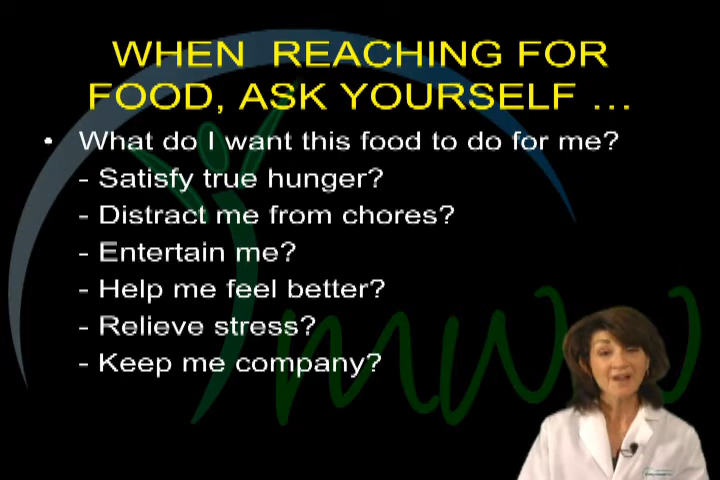 WHEN REACHING FOR
FOOD, ASK YOURSELF …
• What do I want this food to do for me?
- Satisfy true hunger?
- Distract me from chores?
- Entertain me?
- Help me feel better?
- Relieve stress?
- Keep me company?
mww